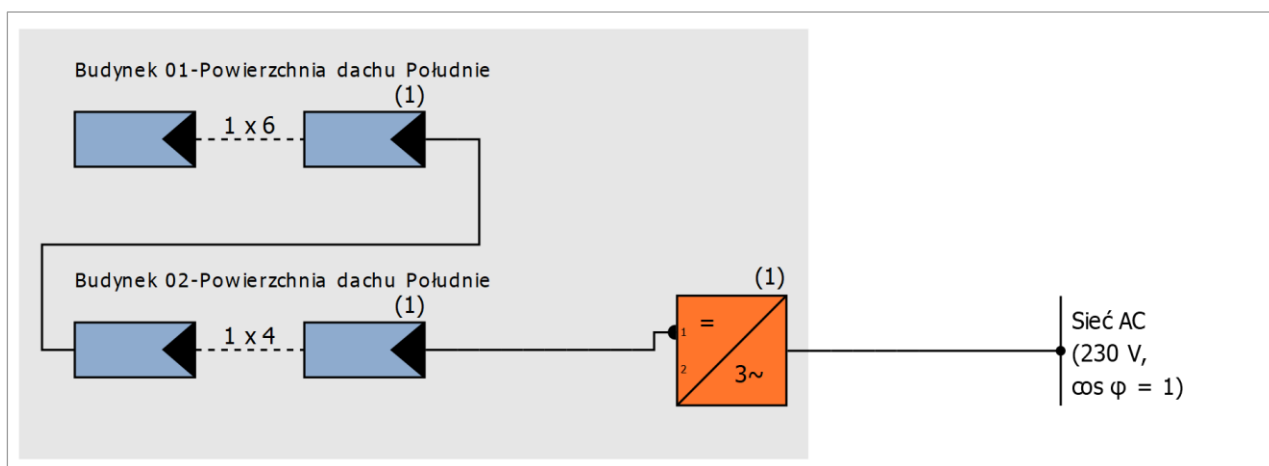 Budynek 01-Powierzchnia dachu Południe
(1)
1 x 6
Budynek 02-Powierzchnia dachu Południe
(1)
1 x 4
(1)
1
=
2
3~
Sieć AC
(230 V,
cos φ = 1)